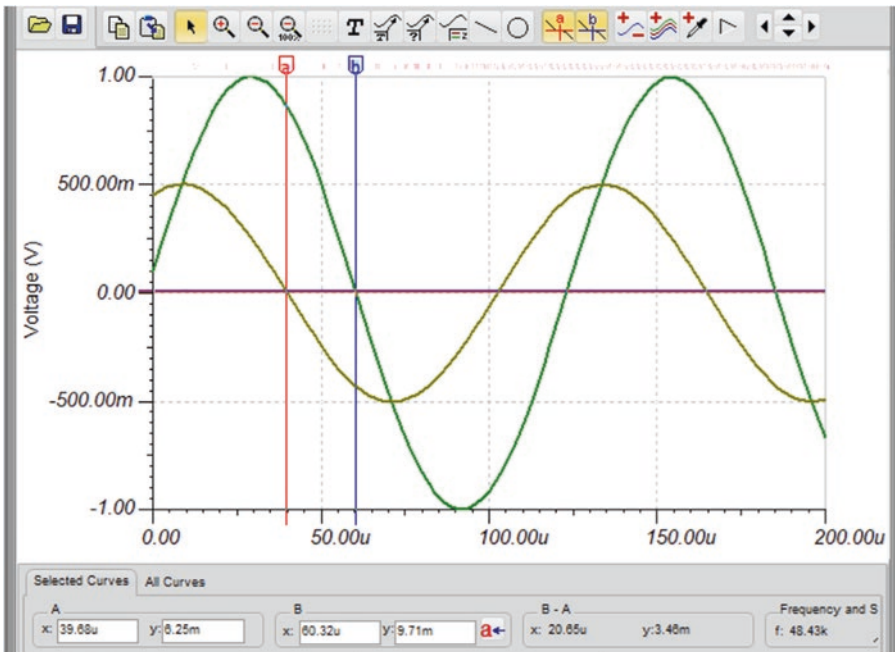 100%
T
a
b
a b
Voltage (V)
1.00
500.00m
0.00
-500.00m
-1.00
0.00 50.00u 100.00u 150.00u 200.00u
Selected Curves All Curves
A B B - A Frequency and S
x: 39.68u y: 6.25m x: 60.32u y: 9.71m a x: 20.65u y:3.46m f: 48.43k